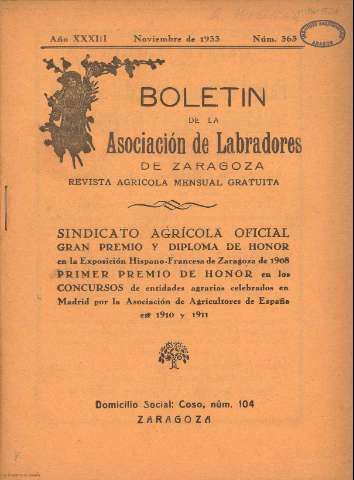 Año XXXI:I Noviembre de 1933 Núm. 363
BOLETIN
DE LA
Asociación de Labradores
DE ZARAGOZA
REVISTA AGRICOLA MENSUAL GRATUITA
SINDICATO AGRÍCOLA OFICIAL
GRAN PREMIO Y DIPLOMA DE HONOR
en la Exposición Hispano-Francesa de Zaragoza de 1908
PRIMER PREMIO DE HONOR en los
CONCURSOS de entidades agrarias celebrados en
Madrid por la Asociación de Agricultores de España
en 1910 y 1911
Domicilio Social: Coso, núm. 104
ZARAGOZA